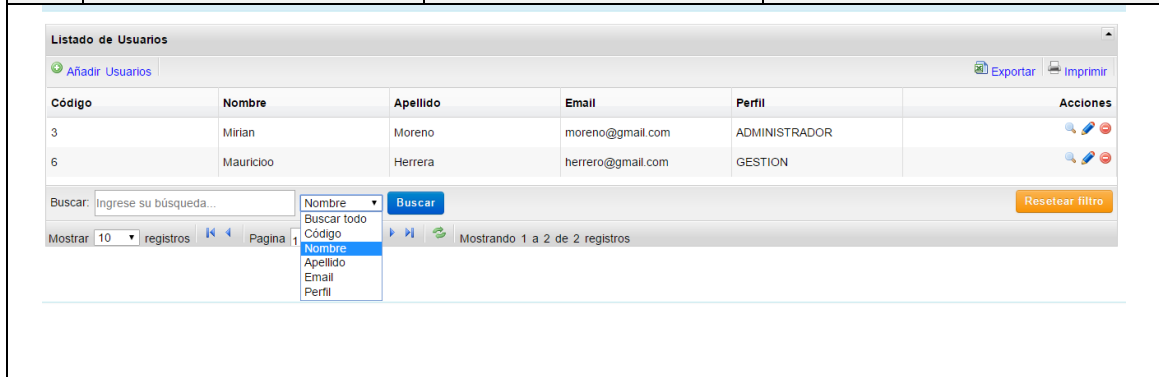 Listado de Usuarios
Añadir Usuarios Exportar Imprimir
Código Nombre Apellido Email Perfil Acciones
3 Mirian Moreno moreno@gmail.com ADMINISTRADOR
6 Mauricioo Herrera herrero@gmail.com GESTION
Buscar: Ingrese su búsqueda... Nombre Buscar Resetear filtro
Buscar todo
Mostrar 10 registros Pagina 1 Código Mostrando 1 a 2 de 2 registros
Nombre
Apellido
Email
Perfil